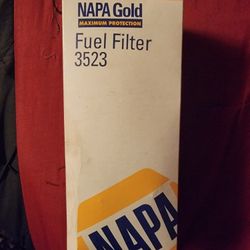 NAPA Gold
MAXIMUM PROTECTION
Fuel Filter
3523
NAPA